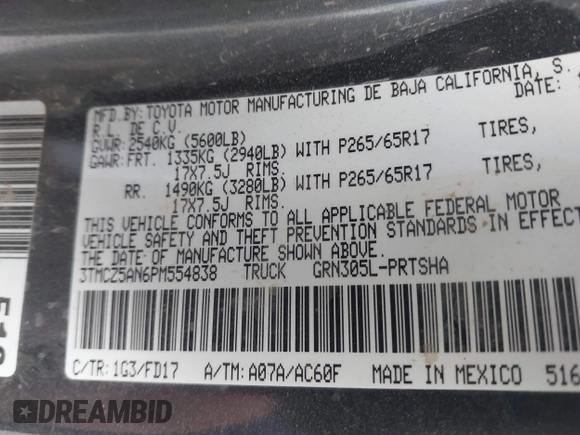 MFD.BY: TOYOTA MOTOR MANUFACTURING DE BAJA CALIFORNIA, S.
R.L. DE C.V. DATE:
GVWR: 2540KG (5600LB)
GAWR: FRT. 1335KG (2940LB) WITH P265/65R17 TIRES,
17X7.5J RIMS.
RR. 1490KG (3280LB) WITH P265/65R17 TIRES,
17X7.5J RIMS.
THIS VEHICLE CONFORMS TO ALL APPLICABLE FEDERAL MOTOR
VEHICLE SAFETY AND THEFT PREVENTION STANDARDS IN EFFECT
THE DATE OF MANUFACTURE SHOWN ABOVE.
3TMCZ5AN6PM554838 TRUCK GRN305L-PRTSHA
C/TR: 1G3/FD17 A/TM: A07A/AC60F MADE IN MEXICO 516
DREAMBID